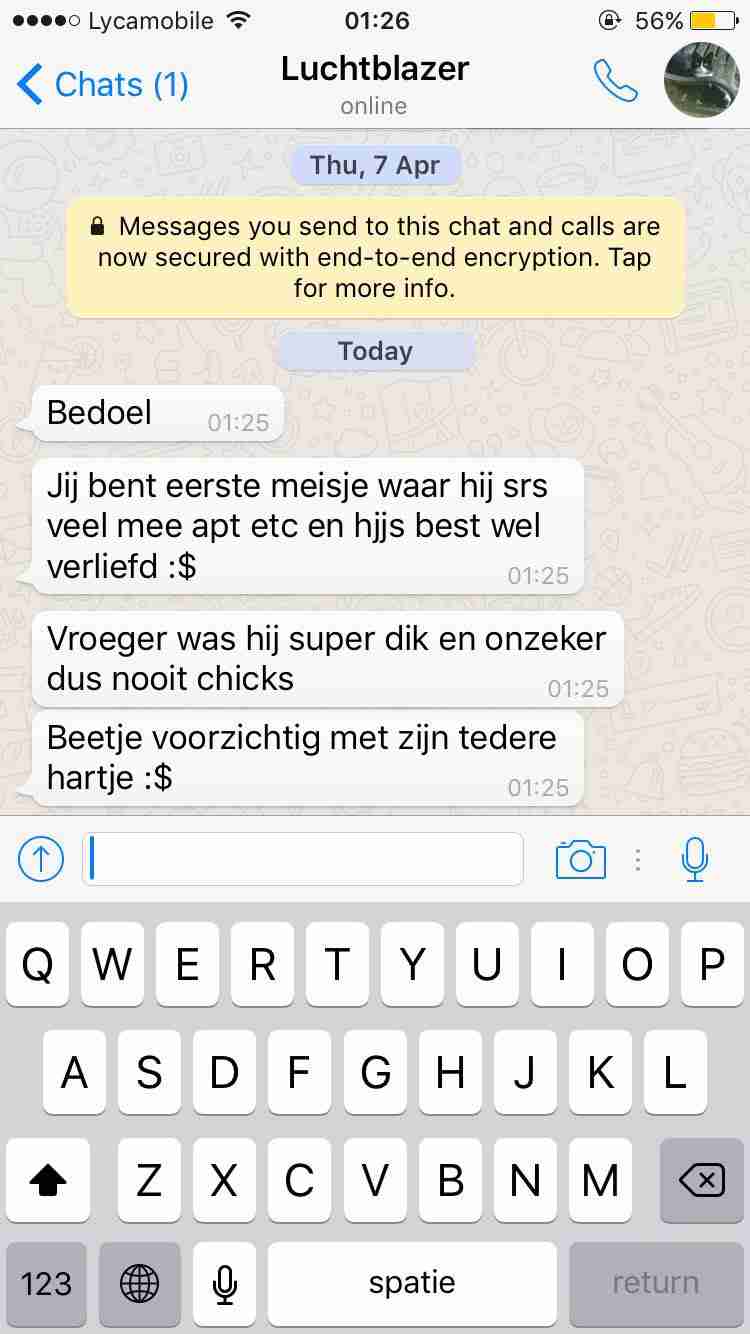 Lycamobile 01:26 56%
Chats (1) Luchtblazer
online
Thu, 7 Apr
Messages you send to this chat and calls are
now secured with end-to-end encryption. Tap
for more info.
Today
Bedoel 01:25
Jij bent eerste meisje waar hij srs
veel mee apt etc en hjjs best wel
verliefd :$ 01:25
Vroeger was hij super dik en onzeker
dus nooit chicks 01:25
Beetje voorzichtig met zijn tedere
hartje :$ 01:25
Q W E R T Y U I O P
A S D F G H J K L
Z X C V B N M
123 spatie return